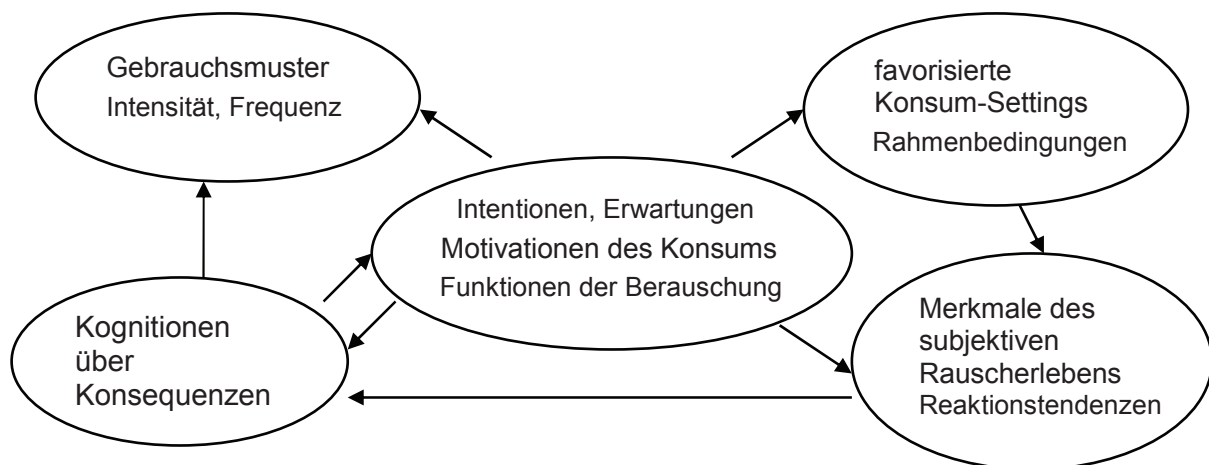 Gebrauchsmuster
Intensität, Frequenz
favorisierte
Konsum-Settings
Rahmenbedingungen
Intentionen, Erwartungen
Motivationen des Konsums
Funktionen der Berauschung
Kognitionen
über
Konsequenzen
Merkmale des
subjektiven
Rauscherlebens
Reaktionstendenzen